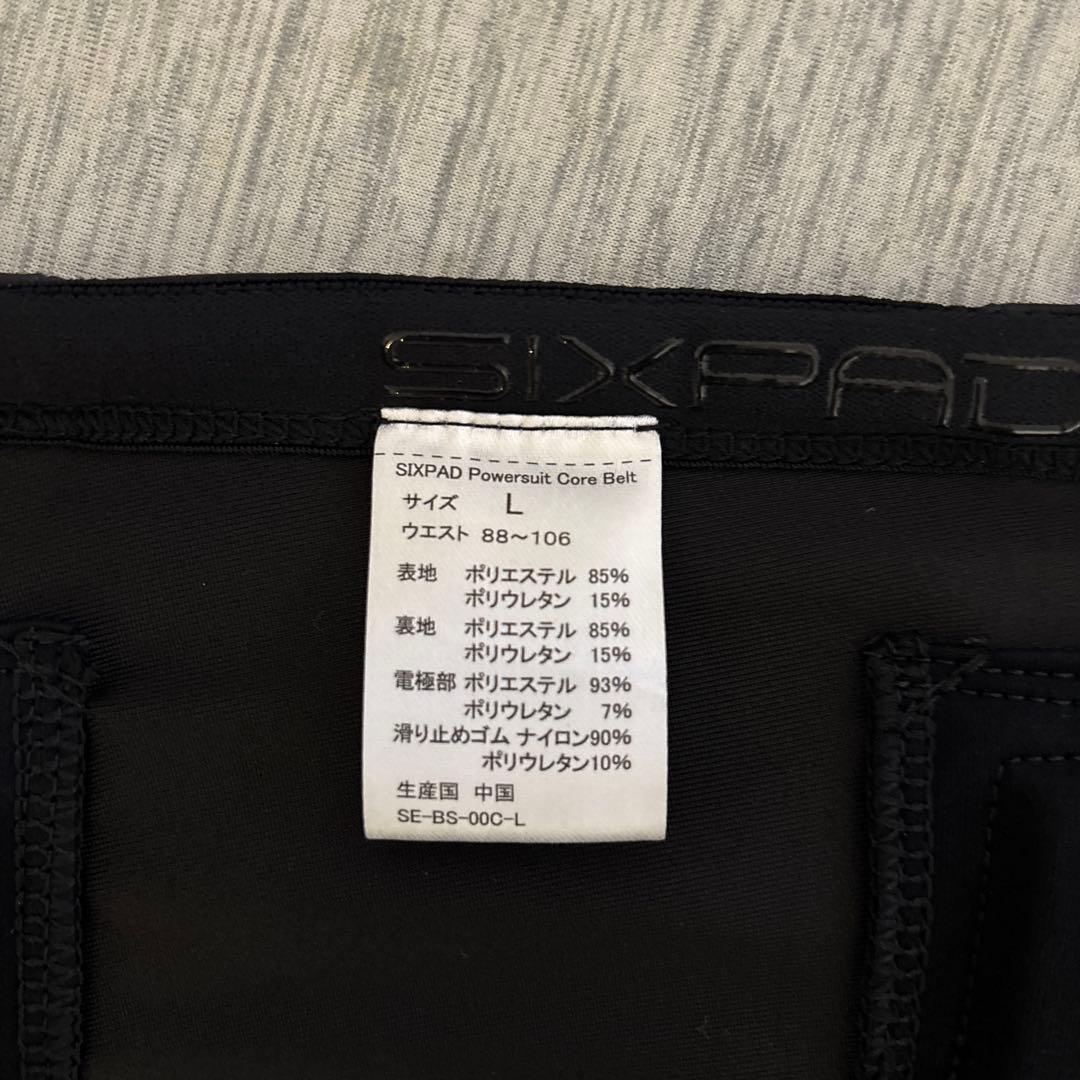 SIXPAD
SIXPAD Powersuit Core Belt
サイズ L
ウエスト 88～106
表地 ポリエステル 85%
ポリウレタン 15%
裏地 ポリエステル 85%
ポリウレタン 15%
電極部 ポリエステル 93%
ポリウレタン 7%
滑り止めゴム ナイロン90%
ポリウレタン10%
生産国 中国
SE-BS-00C-L